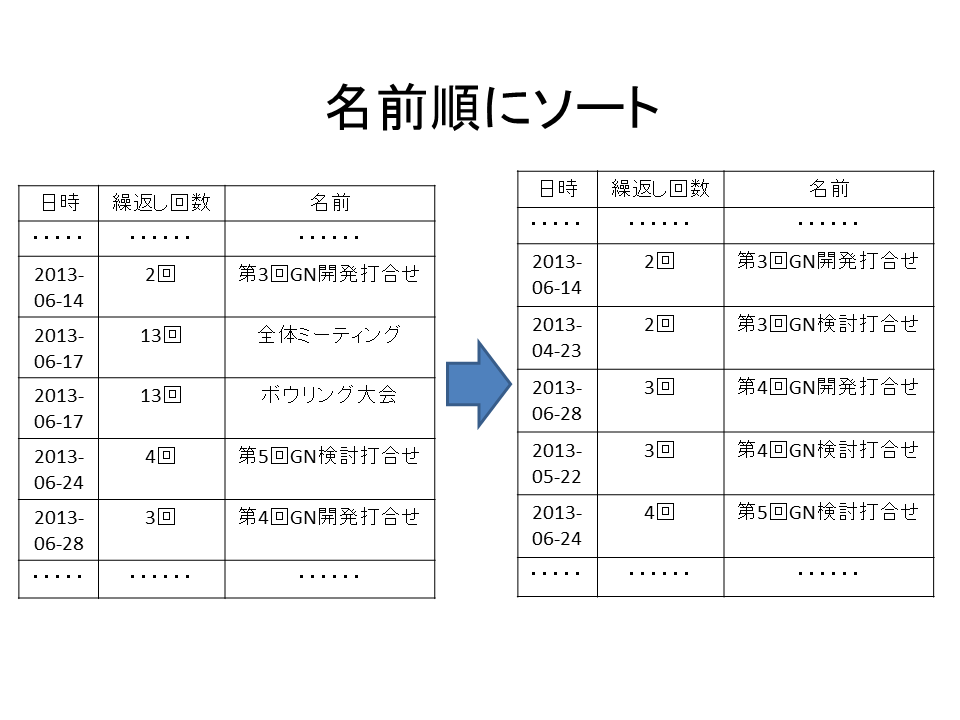 名前順にソート
日時 繰返し回数 名前
・・・・・ ・・・・・・ ・・・・・・
2013- 2回 第3回GN開発打合せ
06-14
2013- 13回 全体ミーティング
06-17
2013- 13回 ボウリング大会
06-17
2013- 4回 第5回GN検討打合せ
06-24
2013- 3回 第4回GN開発打合せ
06-28
・・・・・ ・・・・・・ ・・・・・・
日時 繰返し回数 名前
・・・・・ ・・・・・・ ・・・・・・
2013- 2回 第3回GN開発打合せ
06-14
2013- 2回 第3回GN検討打合せ
04-23
2013- 3回 第4回GN開発打合せ
06-28
2013- 3回 第4回GN検討打合せ
05-22
2013- 4回 第5回GN検討打合せ
06-24
・・・・・ ・・・・・・ ・・・・・・